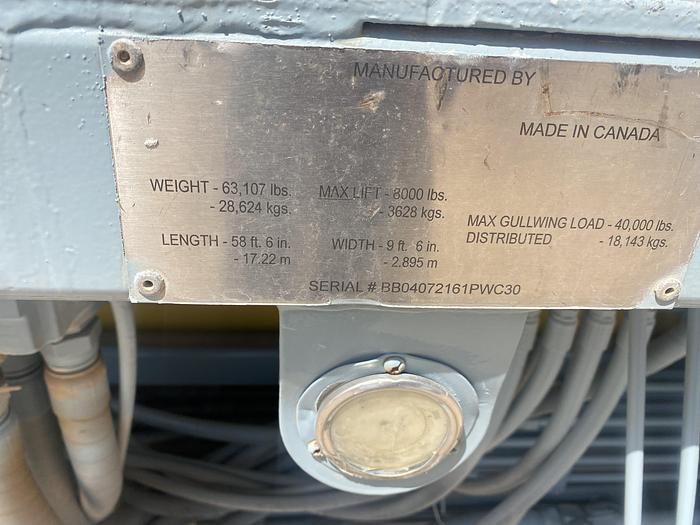 MANUFACTURED BY
MADE IN CANADA
WEIGHT - 63,107 lbs.
- 28,624 kgs.
MAX LIFT - 8000 lbs.
- 3628 kgs.
MAX GULLWING LOAD - 40,000 lbs.
DISTRIBUTED - 18,143 kgs.
LENGTH - 58 ft. 6 in.
- 17.22 m
WIDTH - 9 ft. 6 in.
- 2.895 m
SERIAL # BB04072161PWC30